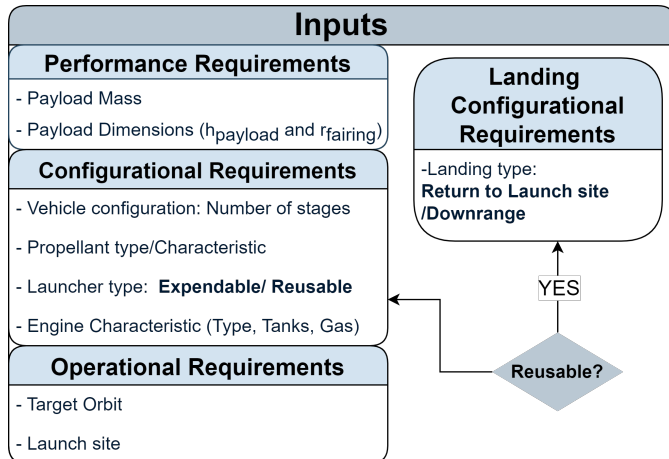 Inputs
Performance Requirements
- Payload Mass
- Payload Dimensions (hpayload and rfairing)
Configurational Requirements
- Vehicle configuration: Number of stages
- Propellant type/Characteristic
- Launcher type: Expendable/ Reusable
- Engine Characteristic (Type, Tanks, Gas)
Operational Requirements
- Target Orbit
- Launch site
Landing
Configurational
Requirements
-Landing type:
Return to Launch site
/Downrange
YES
Reusable?